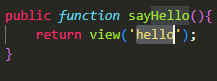 public function sayHello(){
    return view('hello');
}